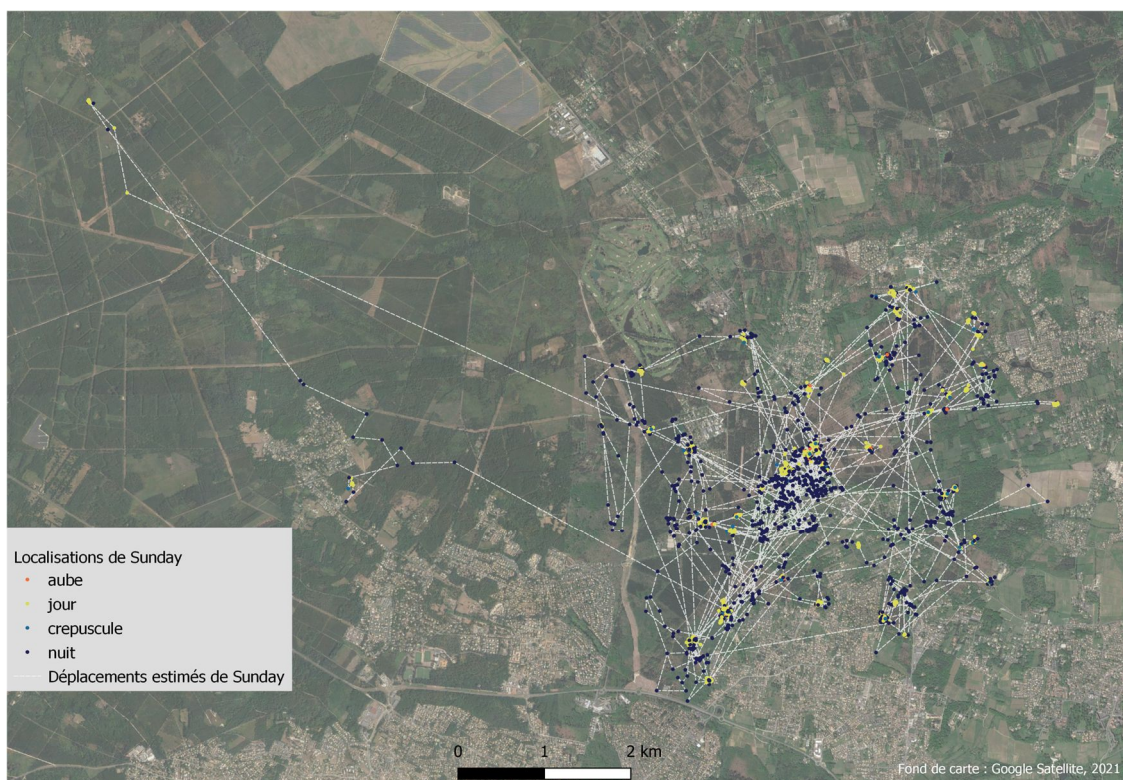 Localisations de Sunday
aube
jour
crepuscule
nuit
Déplacements estimés de Sunday
0 1 2 km
Fond de carte : Google Satellite, 2021